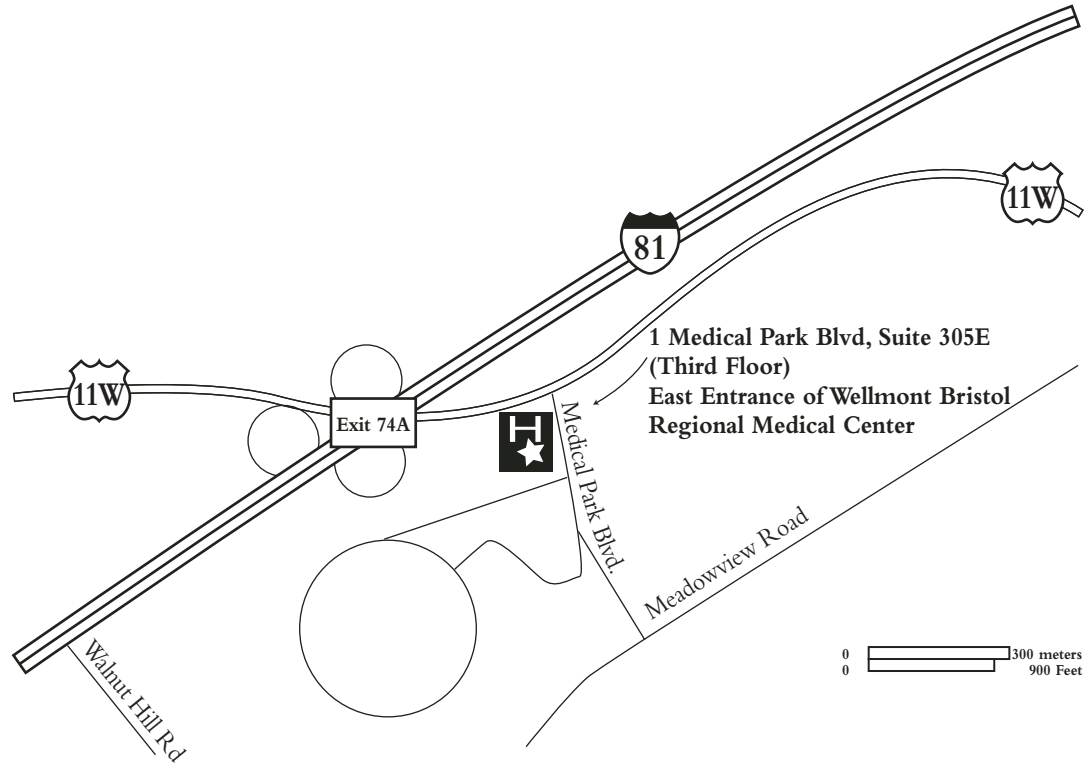 11W
81
1 Medical Park Blvd, Suite 305E
(Third Floor)
East Entrance of Wellmont Bristol
Regional Medical Center
11W
Exit 74A
H
Medical Park Blvd.
Meadowview Road
Walnut Hill Rd
0 300 meters
0 900 Feet